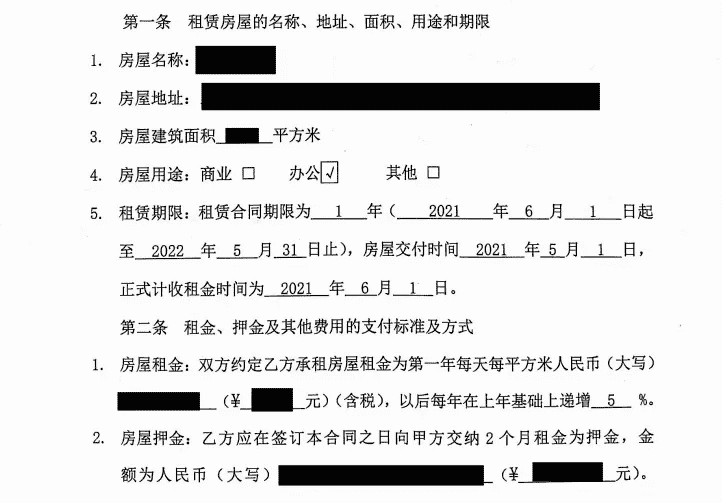 第一条 租赁房屋的名称、地址、面积、用途和期限
1. 房屋名称:
2. 房屋地址:
3. 房屋建筑面积 平方米
4. 房屋用途: 商业 □ 办公 √ 其他 □
5. 租赁期限: 租赁合同期限为 1 年( 2021 年 6 月 1 日起
至 2022 年 5 月 31 日止), 房屋交付时间 2021 年 5 月 1 日,
正式计收租金时间为 2021 年 6 月 1 日。
第二条 租金、押金及其他费用的支付标准及方式
1. 房屋租金: 双方约定乙方承租房屋租金为第一年每天每平方米人民币(大写)
(¥ 元)(含税), 以后每年在上年基础上递增 5 %。
2. 房屋押金: 乙方应在签订本合同之日向甲方交纳 2 个月租金为押金, 金
额为人民币(大写) (¥ 元)。